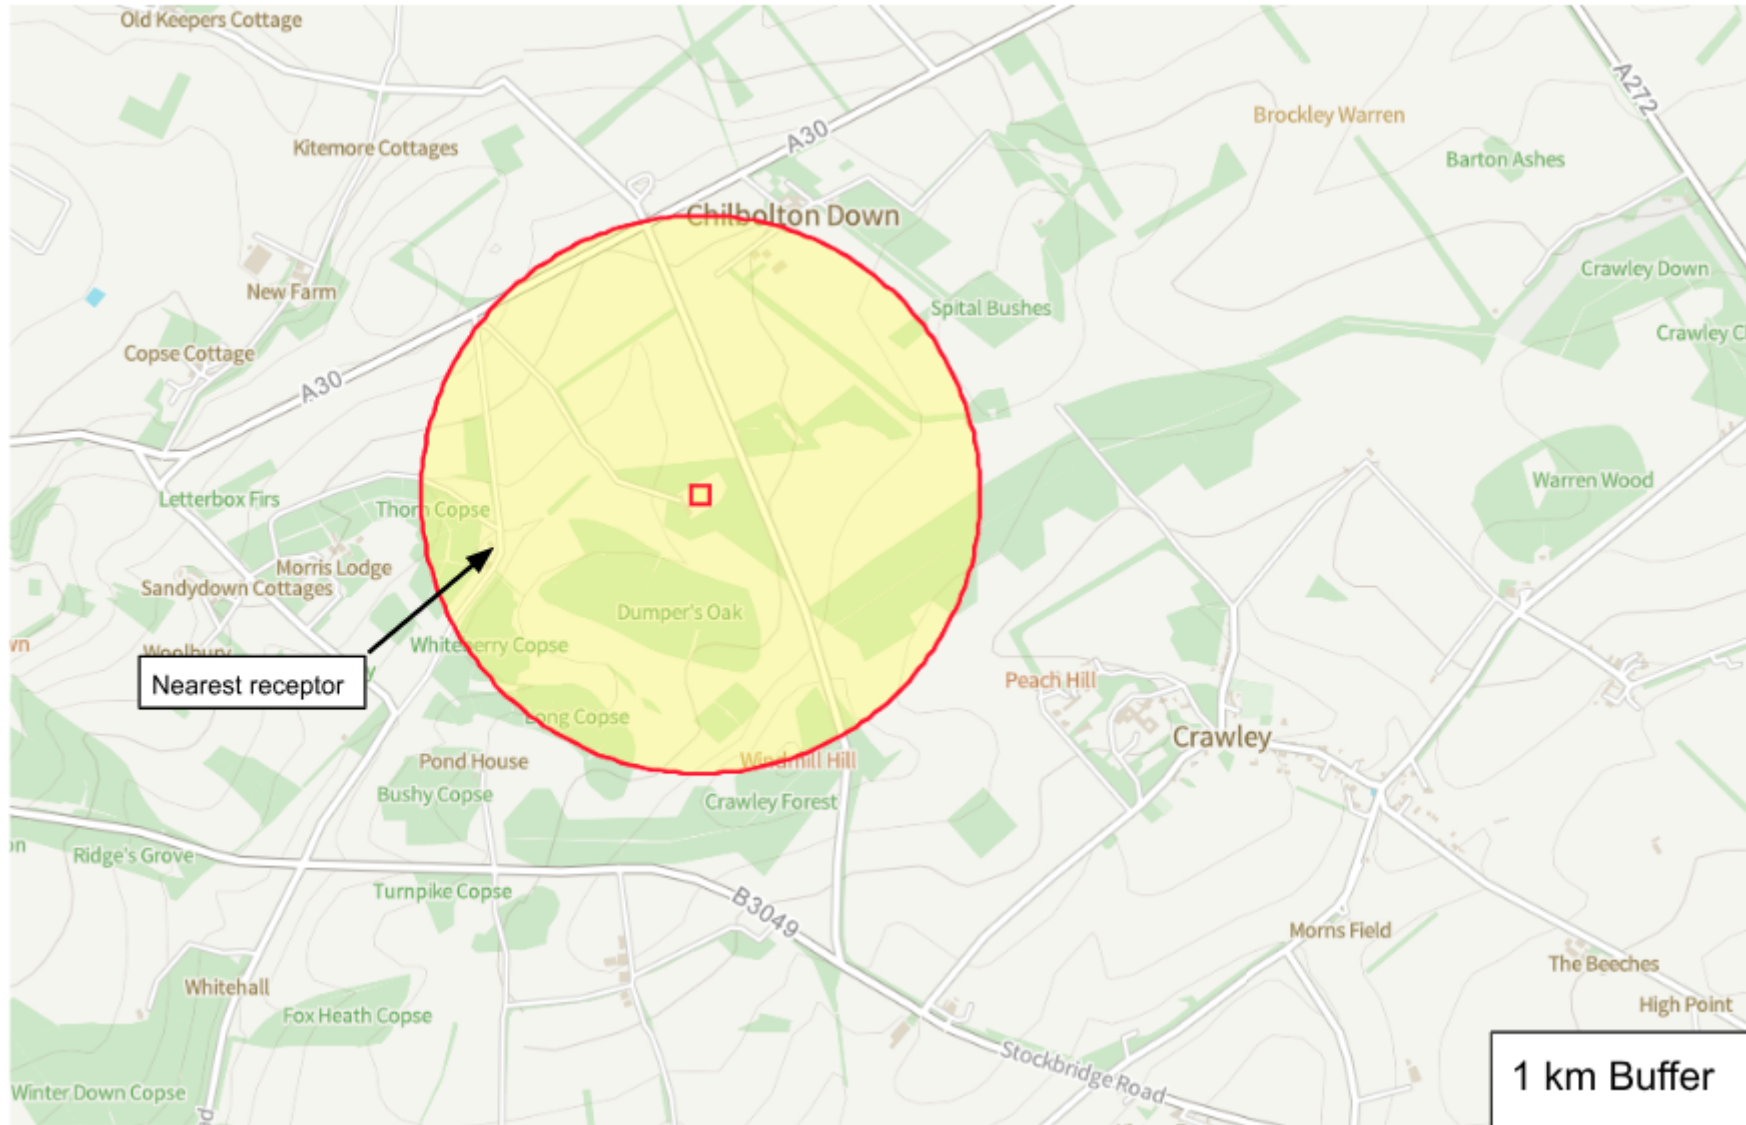 Old Keepers Cottage
A272
Brockley Warren
A30
Kitemore Cottages
Barton Ashes
Chilbolton Down
Crawley Down
New Farm
Spital Bushes
Crawley
Copse Cottage
A30
Warren Wood
Letterbox Firs
Thorn Copse
Morris Lodge
Sandydown Cottages
Dumper's Oak
Whiteberry Copse
Woolbury
Peach Hill
Nearest receptor
Long Copse
Crawley
Pond House
Windmill Hill
Bushy Copse
Crawley Forest
Ridge's Grove
Turnpike Copse
B3049
Morns Field
The Beeches
Whitehall
High Point
Fox Heath Copse
Stockbridge Road
1 km Buffer
Winter Down Copse